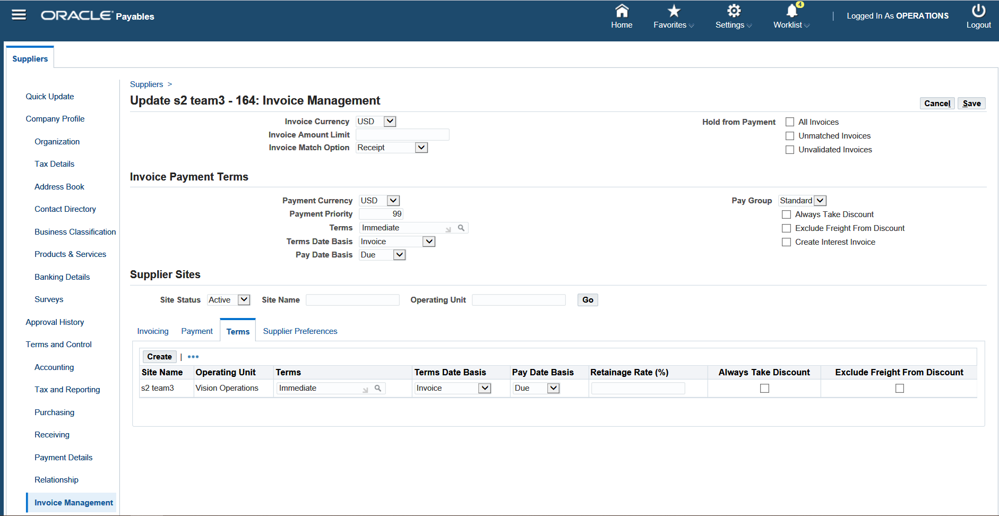 ORACLE Payables
Home
Favorites
Settings
4
Worklist
Logged In As OPERATIONS
Logout
Suppliers
Quick Update
Company Profile
Organization
Tax Details
Address Book
Contact Directory
Business Classification
Products & Services
Banking Details
Surveys
Approval History
Terms and Control
Accounting
Tax and Reporting
Purchasing
Receiving
Payment Details
Relationship
Invoice Management
Suppliers >
Update s2 team3 - 164: Invoice Management
Cancel Save
Invoice Currency USD
Invoice Amount Limit
Invoice Match Option Receipt
Hold from Payment All Invoices
Unmatched Invoices
Unvalidated Invoices
Invoice Payment Terms
Payment Currency USD
Payment Priority 99
Terms Immediate
Terms Date Basis Invoice
Pay Date Basis Due
Pay Group Standard
Always Take Discount
Exclude Freight From Discount
Create Interest Invoice
Supplier Sites
Site Status Active Site Name Operating Unit Go
Invoicing Payment Terms Supplier Preferences
Create | •••
Site Name Operating Unit Terms Terms Date Basis Pay Date Basis Retainage Rate (%) Always Take Discount Exclude Freight From Discount
s2 team3 Vision Operations Immediate Invoice Due